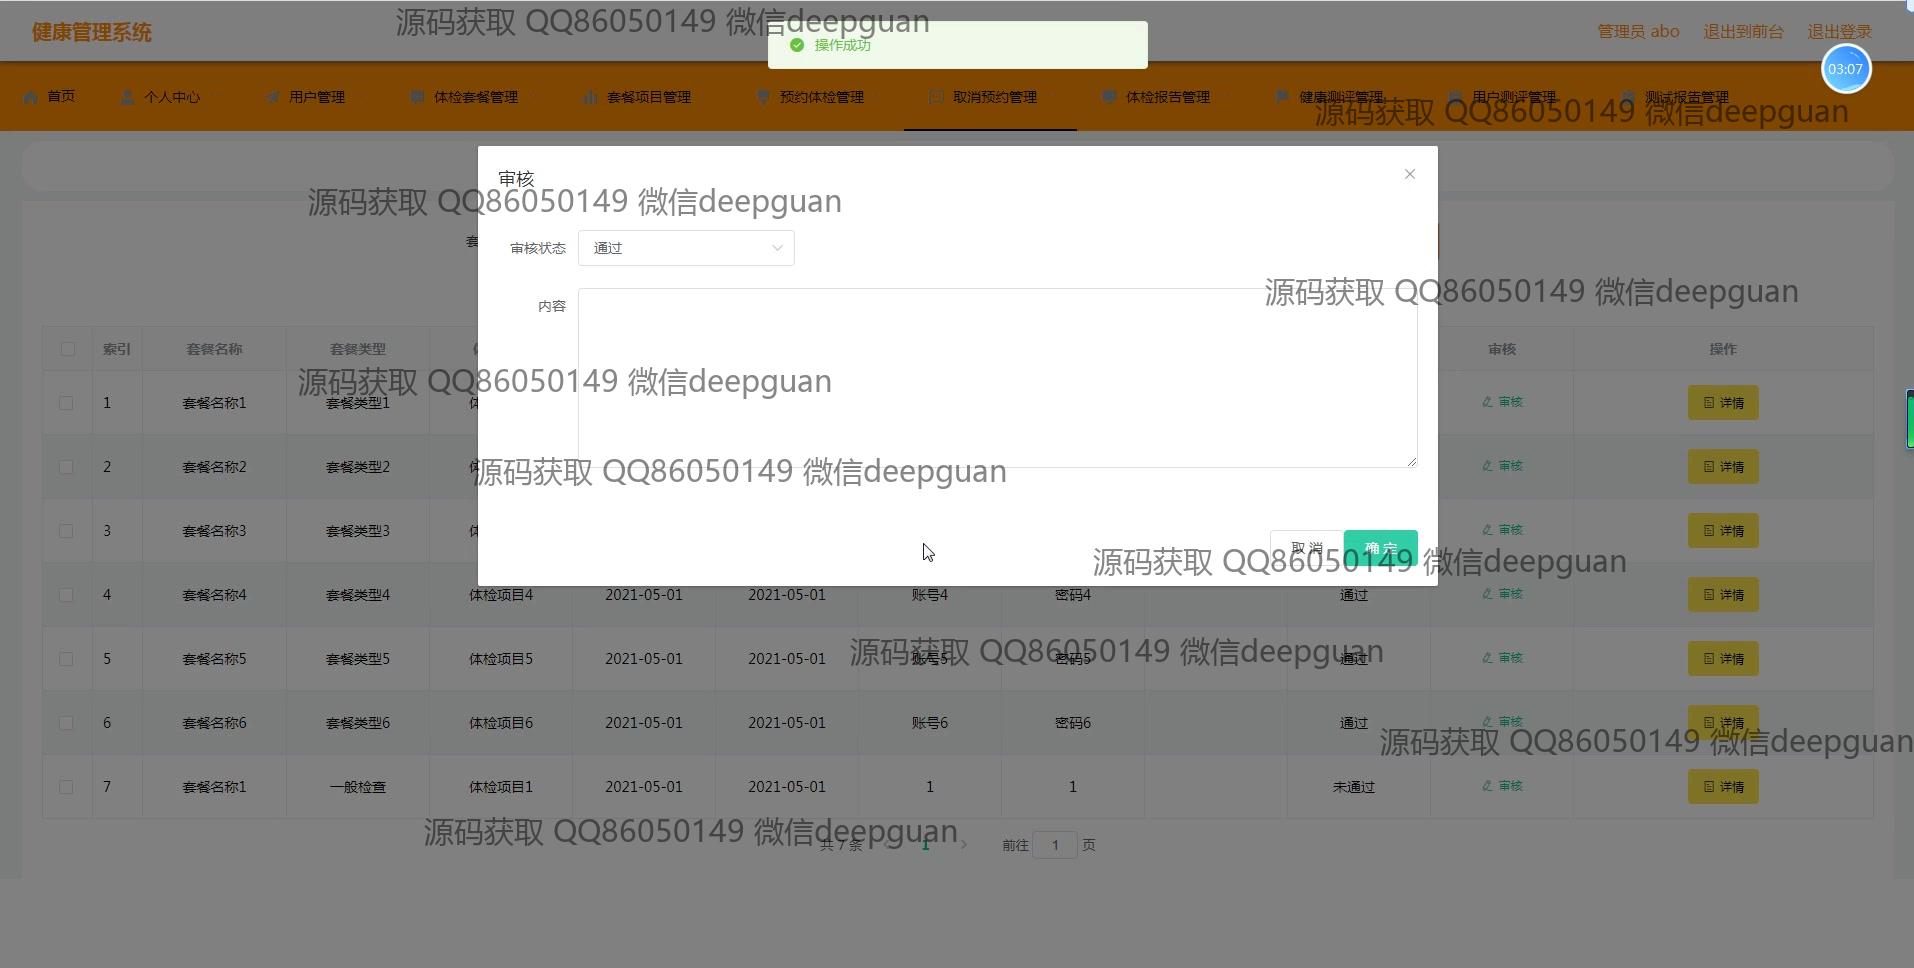 健康管理系统
源码获取 QQ86050149 微信deepguan
操作成功
管理员 abo 退出到前台 退出登录
03:07
首页 个人中心 用户管理 体检套餐管理 套餐项目管理 预约体检管理 取消预约管理 体检报告管理 健康测评管理 用户测评管理 测试报告管理
源码获取 QQ86050149 微信deepguan
审核
源码获取 QQ86050149 微信deepguan
套
审核状态 通过
源码获取 QQ86050149 微信deepguan
内容
索引 套餐名称 套餐类型 审核 操作
源码获取 QQ86050149 微信deepguan
1 套餐名称1 套餐类型1 审核 详情
2 套餐名称2 套餐类型2 审核 详情
源码获取 QQ86050149 微信deepguan
3 套餐名称3 套餐类型3 审核 详情
取 消 确 定
源码获取 QQ86050149 微信deepguan
4 套餐名称4 套餐类型4 体检项目4 2021-05-01 2021-05-01 账号4 密码4 通过 审核 详情
源码获取 QQ86050149 微信deepguan
5 套餐名称5 套餐类型5 体检项目5 2021-05-01 2021-05-01 账号5 密码5 通过 审核 详情
6 套餐名称6 套餐类型6 体检项目6 2021-05-01 2021-05-01 账号6 密码6 通过 审核 详情
源码获取 QQ86050149 微信deepguan
7 套餐名称1 一般检查 体检项目1 2021-05-01 2021-05-01 1 1 未通过 审核 详情
源码获取 QQ86050149 微信deepguan
共 7 条 1 前往 1 页